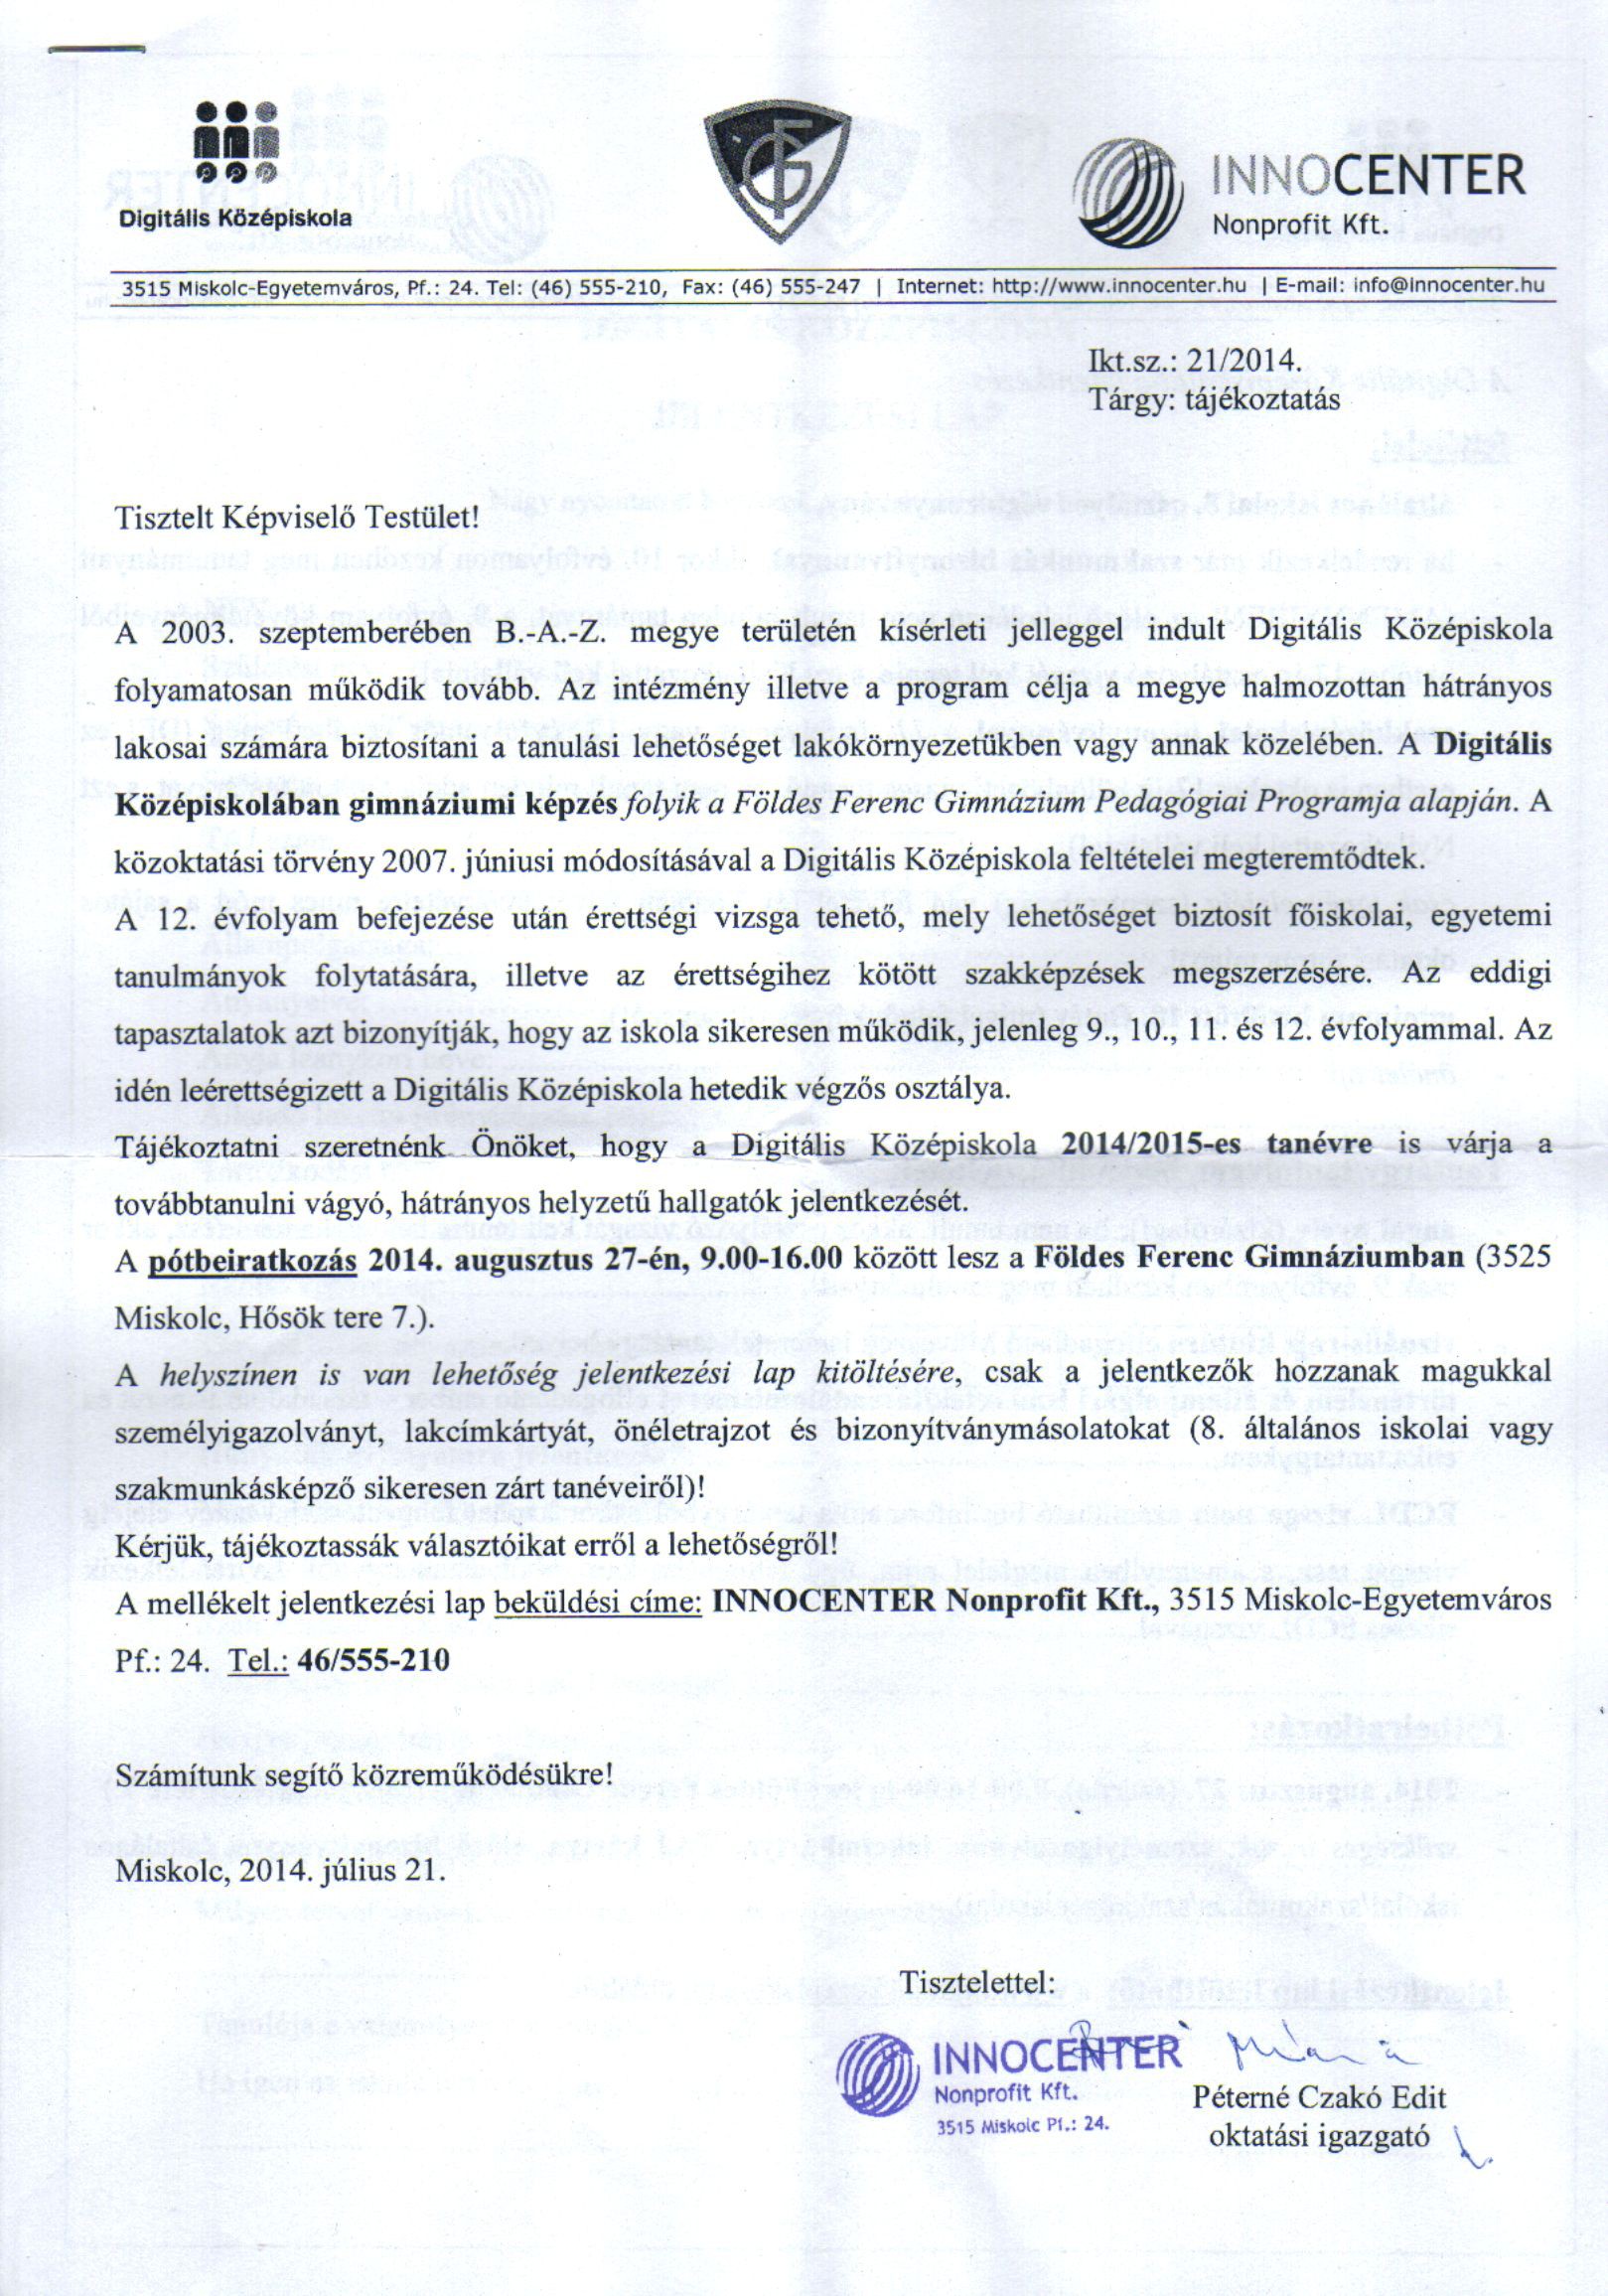 Digitális Középiskola
INNOCENTER
Nonprofit Kft.
3515 Miskolc-Egyetemváros, Pf.: 24. Tel: (46) 555-210, Fax: (46) 555-247 | Internet: http://www.innocenter.hu | E-mail: info@innocenter.hu
Ikt.sz.: 21/2014.
Tárgy: tájékoztatás
Tisztelt Képviselő Testület!
A 2003. szeptemberében B.-A.-Z. megye területén kísérleti jelleggel indult Digitális Középiskola
folyamatosan működik tovább. Az intézmény illetve a program célja a megye halmozottan hátrányos
lakosai számára biztosítani a tanulási lehetőséget lakókörnyezetükben vagy annak közelében. A Digitális
Középiskolában gimnáziumi képzés folyik a Földes Ferenc Gimnázium Pedagógiai Programja alapján. A
közoktatási törvény 2007. júniusi módosításával a Digitális Középiskola feltételei megteremtődtek.
A 12. évfolyam befejezése után érettségi vizsga tehető, mely lehetőséget biztosít főiskolai, egyetemi
tanulmányok folytatására, illetve az érettségihez kötött szakképzések megszerzésére. Az eddigi
tapasztalatok azt bizonyítják, hogy az iskola sikeresen működik, jelenleg 9., 10., 11. és 12. évfolyammal. Az
idén leérettségizett a Digitális Középiskola hetedik végzős osztálya.
Tájékoztatni szeretnénk Önöket, hogy a Digitális Középiskola 2014/2015-es tanévre is várja a
továbbtanulni vágyó, hátrányos helyzetű hallgatók jelentkezését.
A pótbeiratkozás 2014. augusztus 27-én, 9.00-16.00 között lesz a Földes Ferenc Gimnáziumban (3525
Miskolc, Hősök tere 7.).
A helyszínen is van lehetőség jelentkezési lap kitöltésére, csak a jelentkezők hozzanak magukkal
személyigazolványt, lakcímkártyát, önéletrajzot és bizonyítványmásolatokat (8. általános iskolai vagy
szakmunkásképző sikeresen zárt tanéveiről)!
Kérjük, tájékoztassák választóikat erről a lehetőségről!
A mellékelt jelentkezési lap beküldési címe: INNOCENTER Nonprofit Kft., 3515 Miskolc-Egyetemváros
Pf.: 24. Tel.: 46/555-210
Számítunk segítő közreműködésükre!
Miskolc, 2014. július 21.
Tisztelettel:
INNOCENTER
Nonprofit Kft.
3515 Miskolc Pf.: 24.
Péterné Czakó Edit
oktatási igazgató